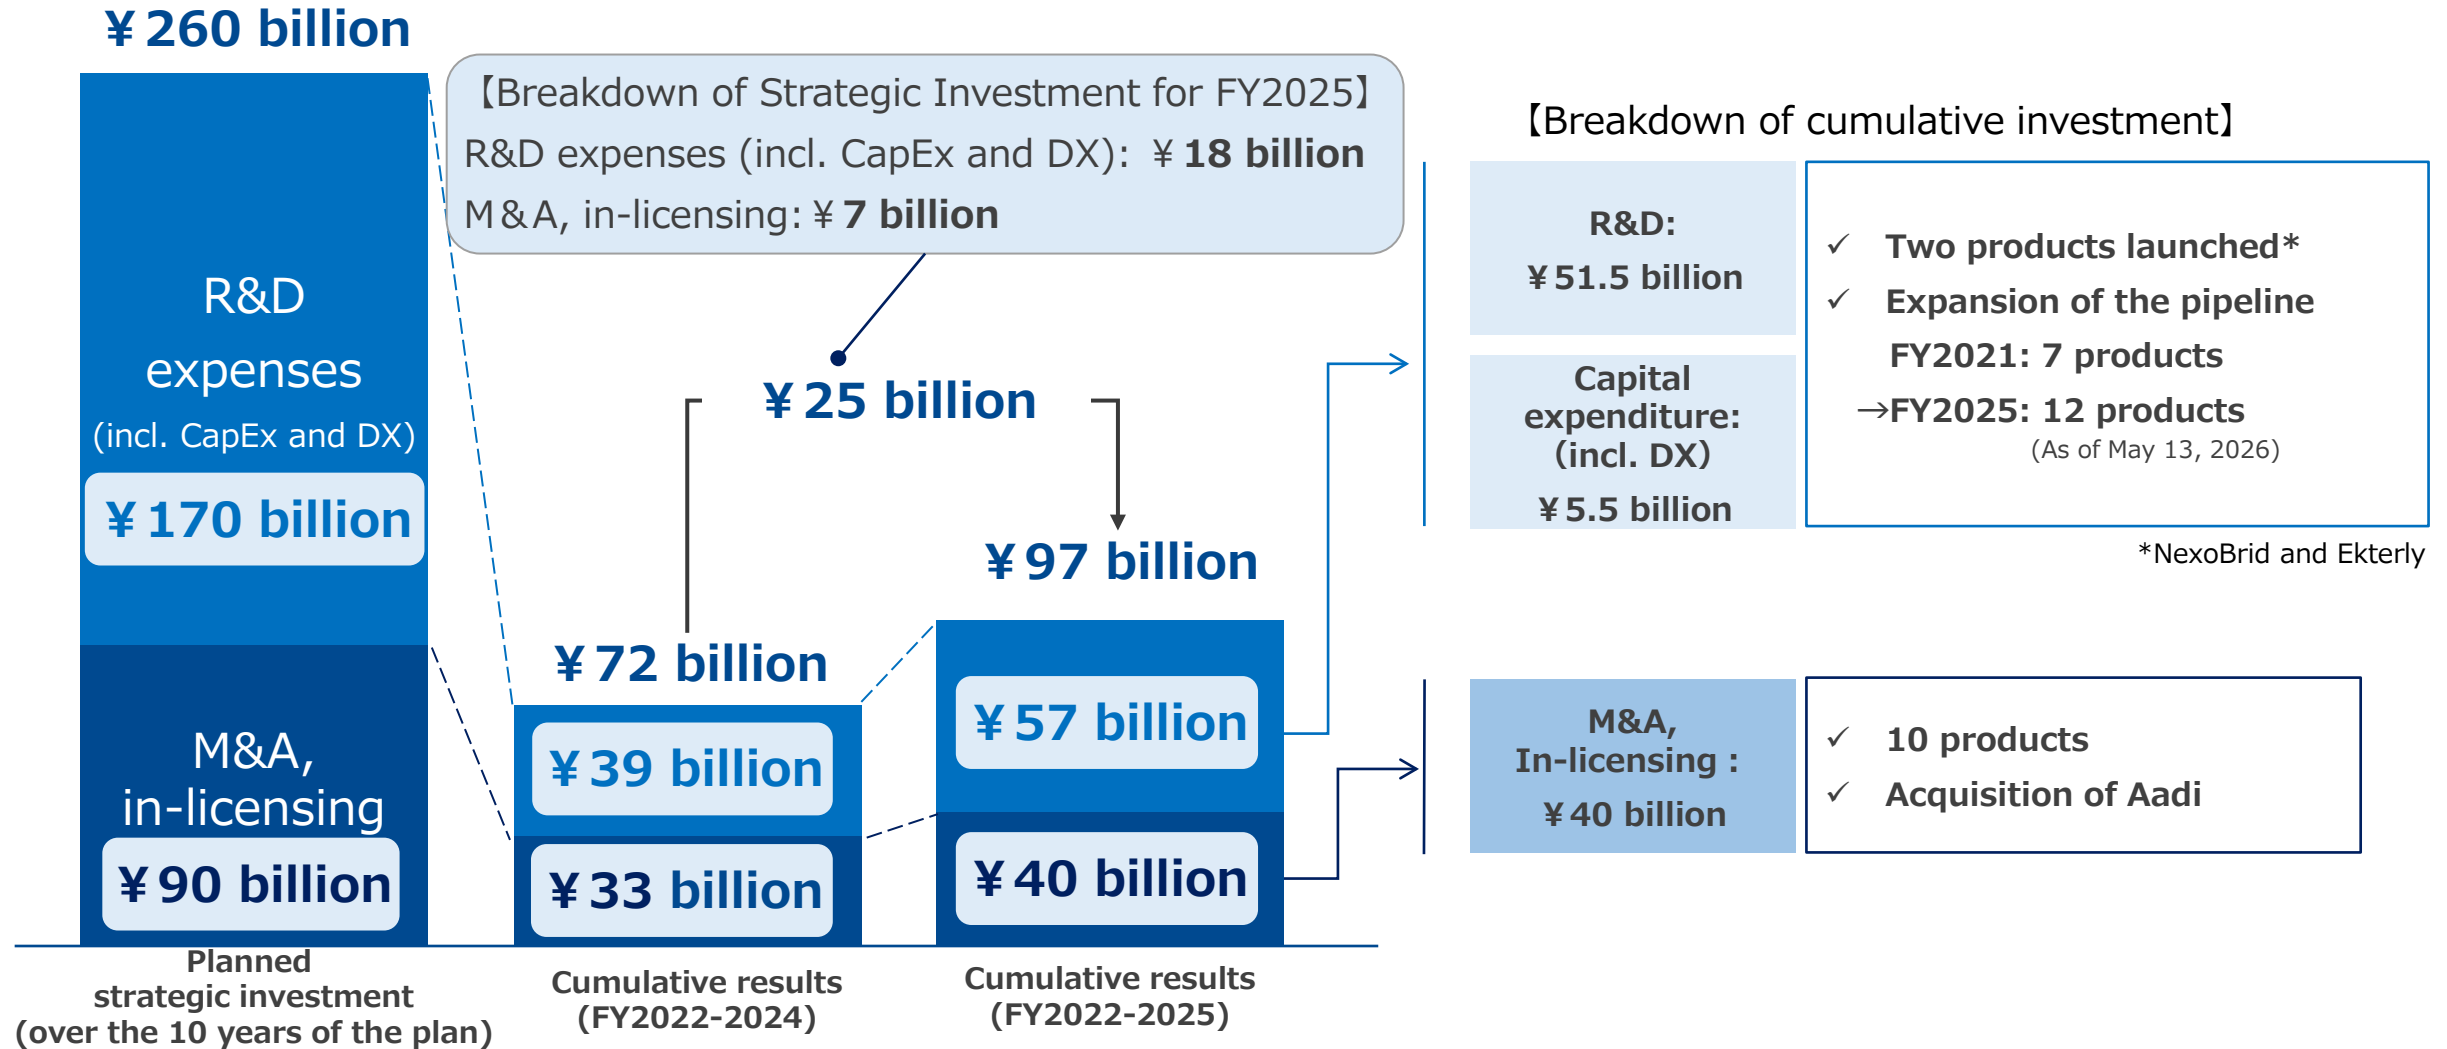 ¥260 billion
R&D
expenses
(incl. CapEx and DX)
¥170 billion
M&A,
in-licensing
¥90 billion
Planned
strategic investment
(over the 10 years of the plan)
【Breakdown of Strategic Investment for FY2025】
R&D expenses (incl. CapEx and DX): ¥18 billion
M&A, in-licensing:¥7 billion
¥25 billion
¥72 billion
¥39 billion
¥33 billion
Cumulative results
(FY2022-2024)
¥97 billion
¥57 billion
¥40 billion
Cumulative results
(FY2022-2025)
【Breakdown of cumulative investment】
R&D:
¥51.5 billion
Capital
expenditure:
(incl. DX)
¥5.5 billion
✓ Two products launched*
✓ Expansion of the pipeline
FY2021: 7 products
→FY2025: 12 products
(As of May 13, 2026)
*NexoBrid and Ekterly
M&A,
In-licensing :
¥40 billion
✓ 10 products
✓ Acquisition of Aadi